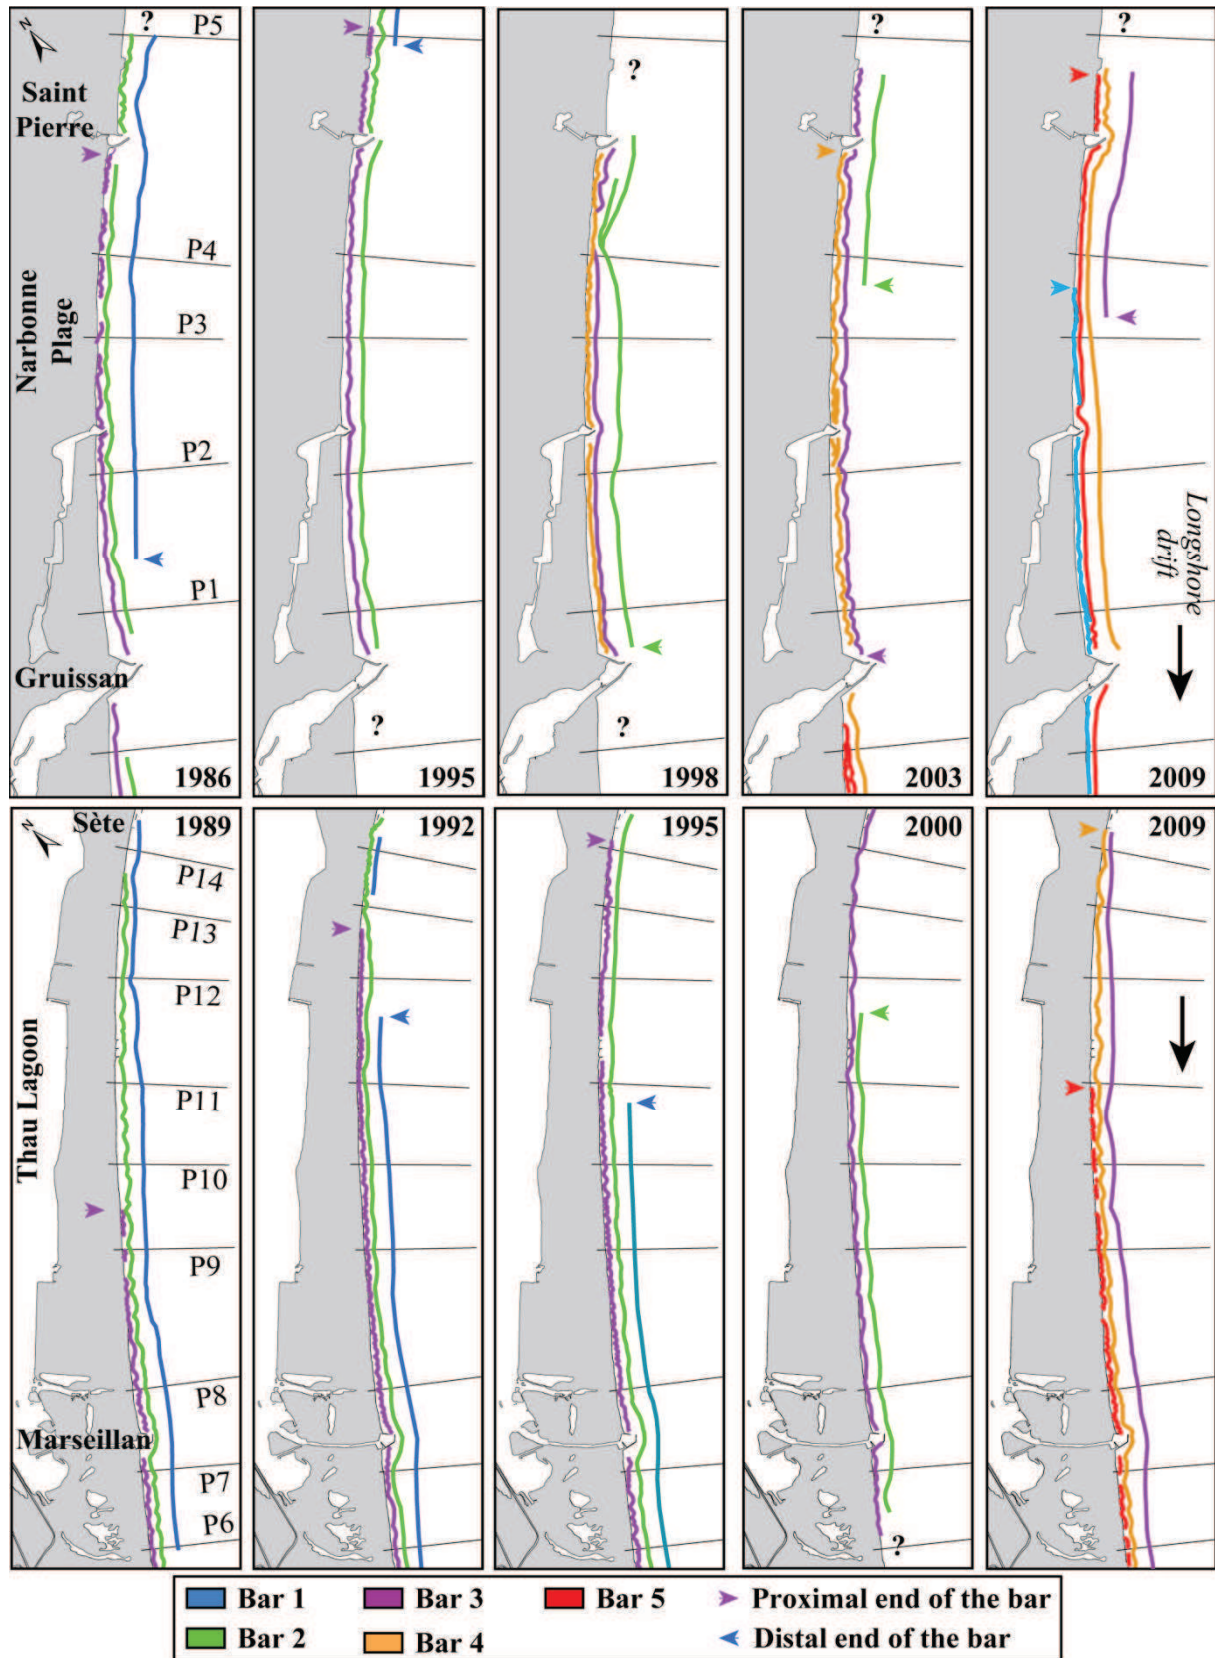 N
?
P5
Saint
Pierre
P4
Narbonne
Plage
P3
P2
P1
Gruissan
1986
?
1995
?
?
1998
?
2003
?
Longshore
drift
2009
N
Sète
1989
P14
P13
P12
Thau Lagoon
P11
P10
P9
P8
Marseillan
P7
P6
1992
1995
2000
?
2009
Bar 1
Bar 3
Bar 5
Proximal end of the bar
Bar 2
Bar 4
Distal end of the bar